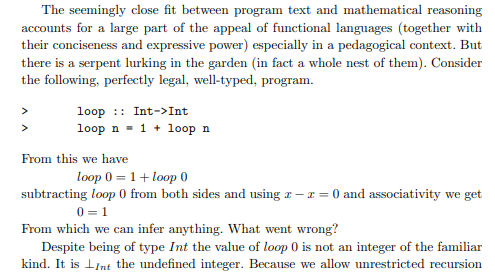 The seemingly close fit between program text and mathematical reasoning
accounts for a large part of the appeal of functional languages (together with
their conciseness and expressive power) especially in a pedagogical context. But
there is a serpent lurking in the garden (in fact a whole nest of them). Consider
the following, perfectly legal, well-typed, program.
> loop :: Int->Int
> loop n = 1 + loop n
From this we have
loop 0 = 1 + loop 0
subtracting loop 0 from both sides and using x − x = 0 and associativity we get
0 = 1
From which we can infer anything. What went wrong?
Despite being of type Int the value of loop 0 is not an integer of the familiar
kind. It is ⊥Int the undefined integer. Because we allow unrestricted recursion